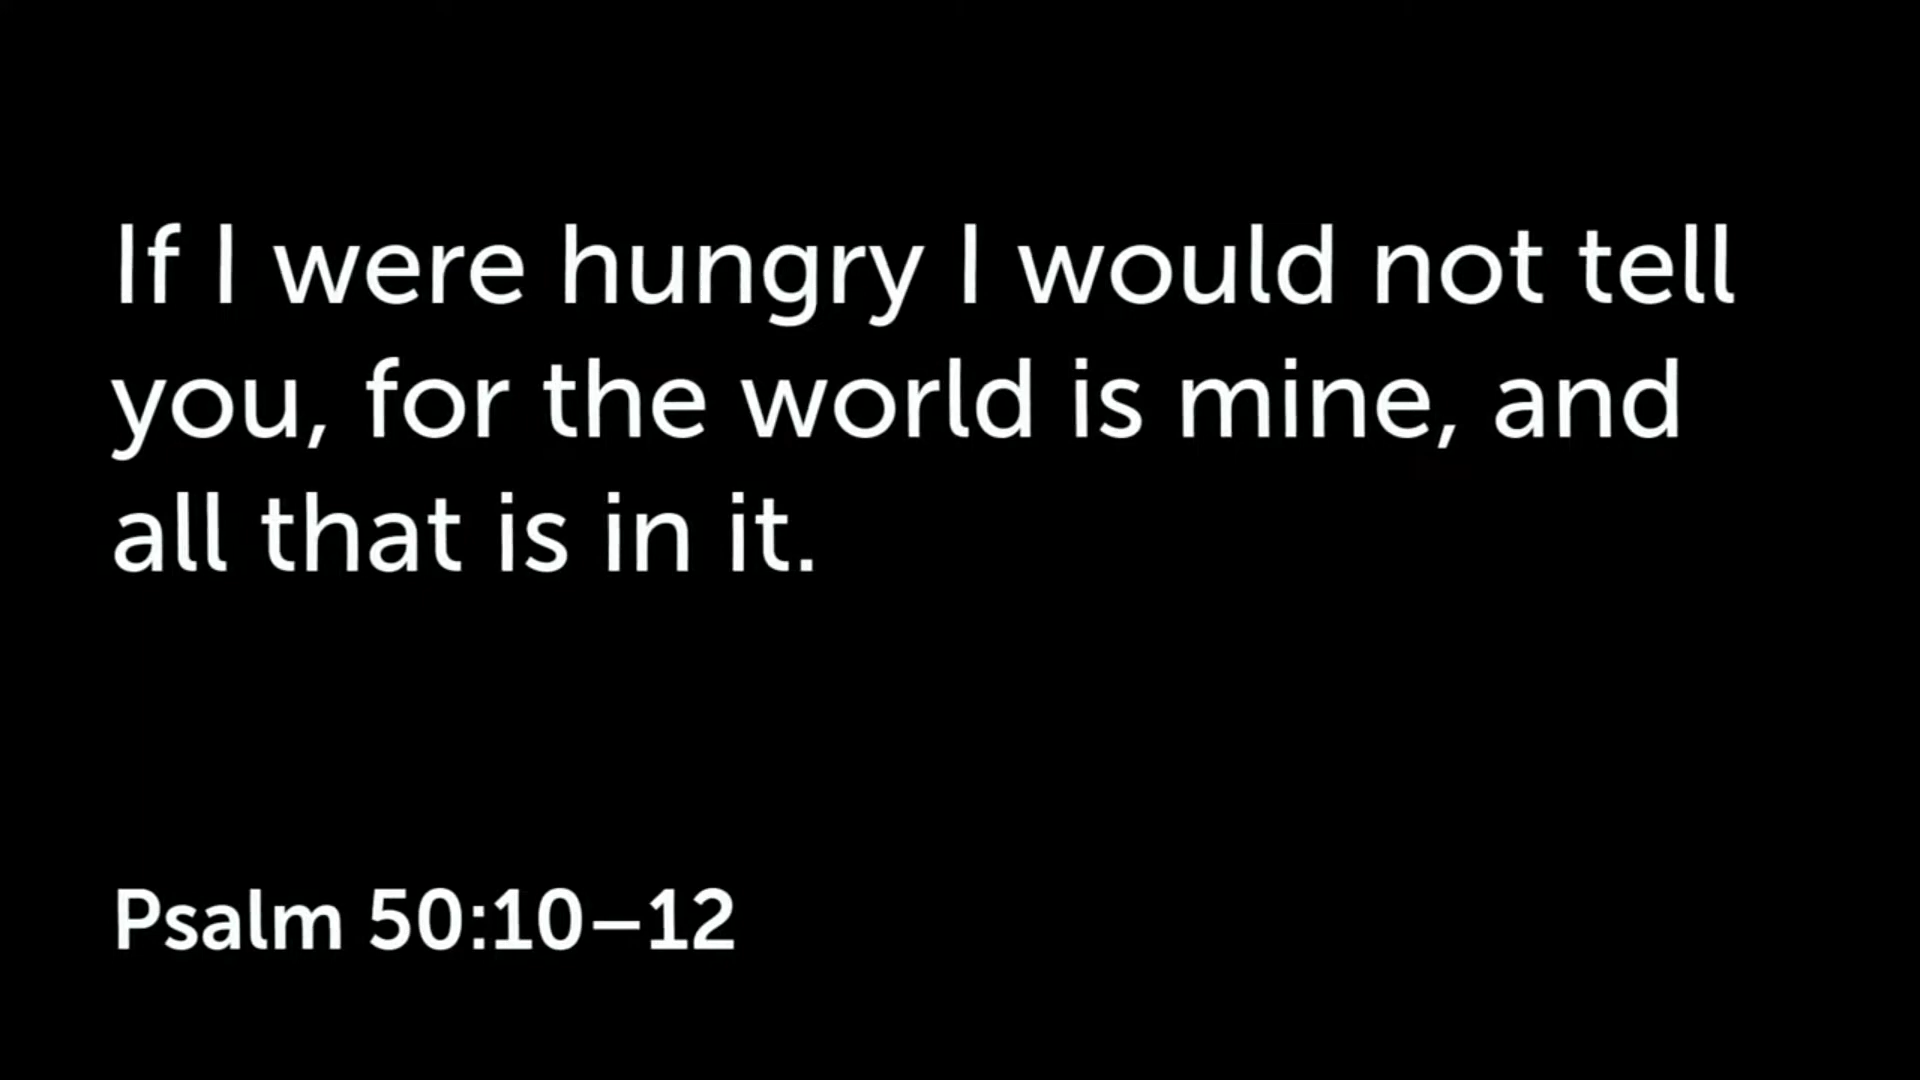 If I were hungry I would not tell
you, for the world is mine, and
all that is in it.
Psalm 50:10–12